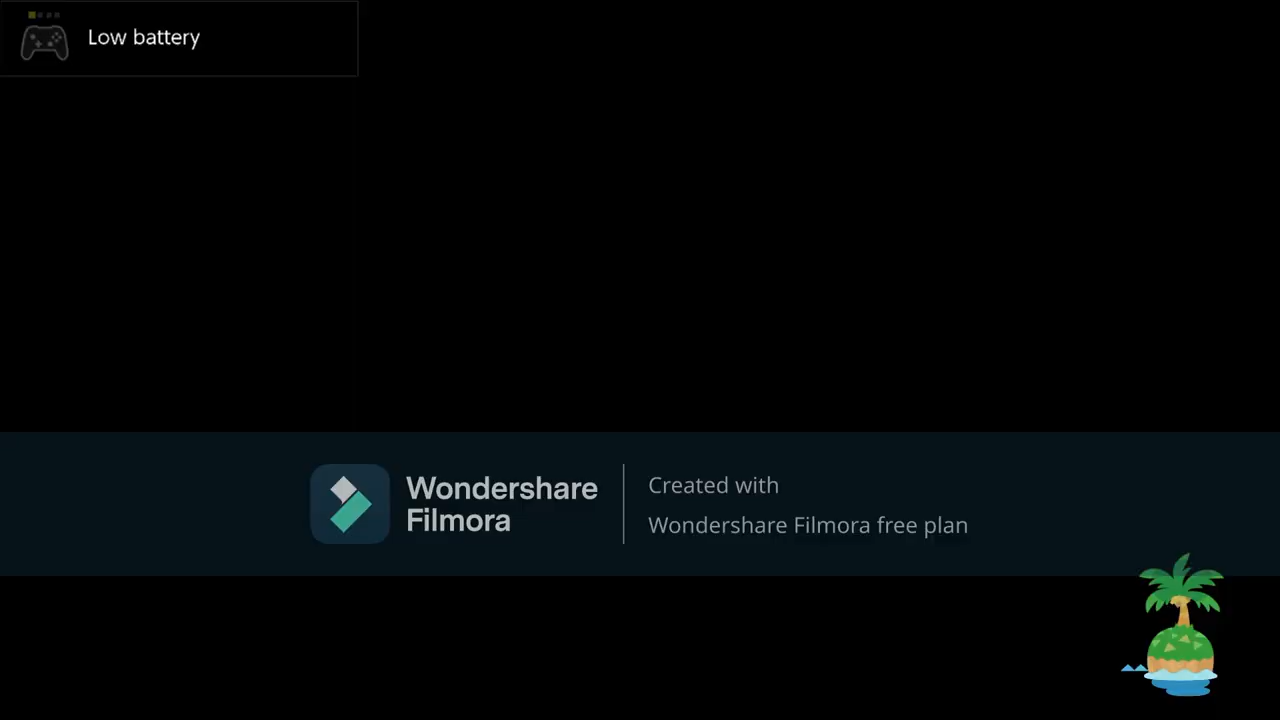 Low battery
Wondershare
Filmora
Created with
Wondershare Filmora free plan